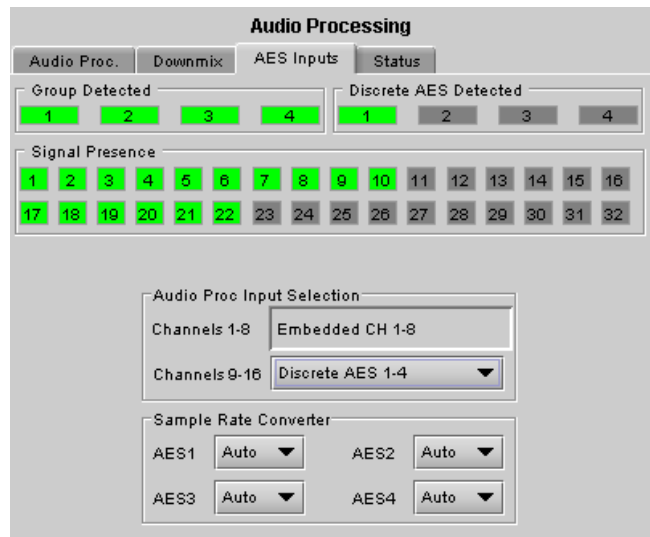 Audio Processing
Audio Proc. Downmix AES Inputs Status
Group Detected Discrete AES Detected
1 2 3 4 1 2 3 4
Signal Presence
1 2 3 4 5 6 7 8 9 10 11 12 13 14 15 16
17 18 19 20 21 22 23 24 25 26 27 28 29 30 31 32
Audio Proc Input Selection
Channels 1-8 Embedded CH 1-8
Channels 9-16 Discrete AES 1-4
Sample Rate Converter
AES1 Auto AES2 Auto
AES3 Auto AES4 Auto